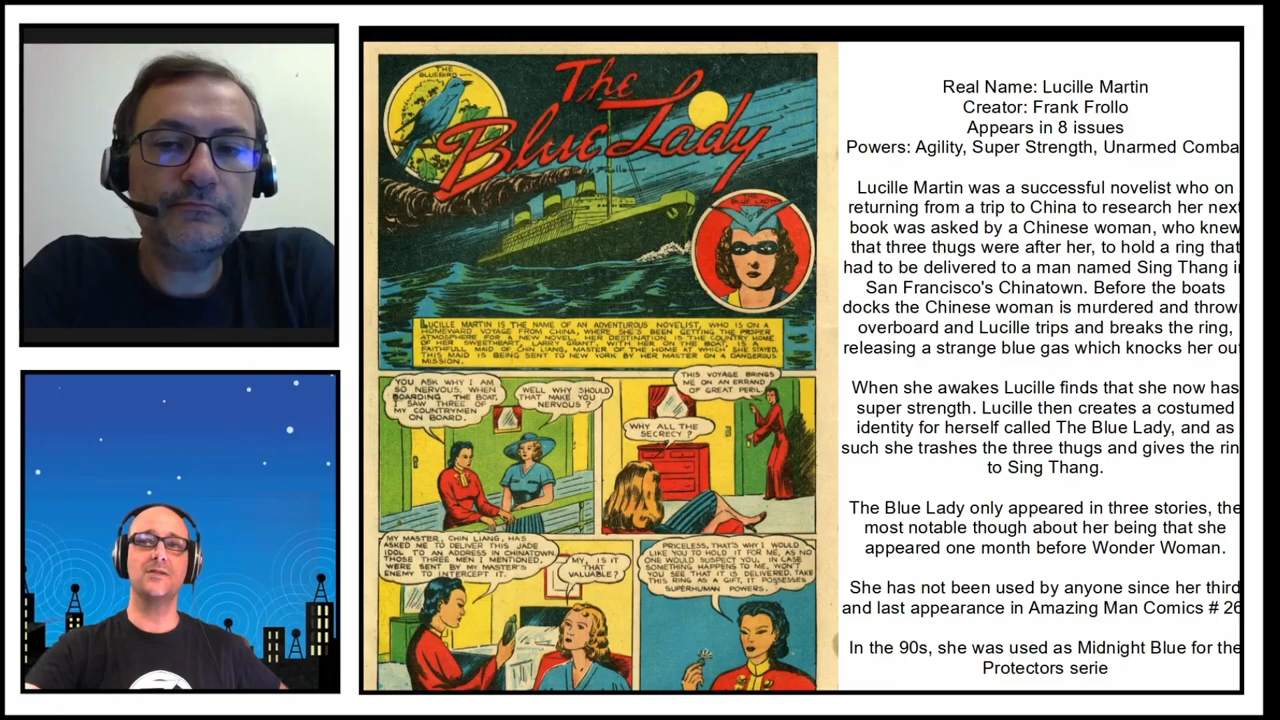 THE
BLUEBIRD
The
Blue Lady
Frollo
THE BLUE LADY
LUCILLE MARTIN IS THE NAME OF AN ADVENTUROUS NOVELIST, WHO IS ON A
HOMEWARD VOYAGE FROM CHINA, WHERE SHE'S BEEN GETTING THE PROPER
ATMOSPHERE FOR A NEW NOVEL. HER DESTINATION IS THE COUNTRY HOME
OF HER SWEETHEART, LARRY GRANT. WITH HER ON THE BOAT, IS A
FAITHFUL MAID OF CHIN LIANG, MASTER OF THE HOME IN WHICH SHE STAYED.
THIS MAID IS BEING SENT TO NEW YORK BY HER MASTER ON A DANGEROUS
MISSION.
YOU ASK WHY I AM
SO NERVOUS. WHEN
BOARDING THE BOAT,
I SAW THREE OF
MY COUNTRYMEN
ON BOARD.
WELL WHY SHOULD
THAT MAKE YOU
NERVOUS?
THIS VOYAGE BRINGS
ME ON AN ERRAND
OF GREAT PERIL.
WHY ALL THE
SECRECY?
MY MASTER, CHIN LIANG, HAS
ASKED ME TO DELIVER THIS JADE
IDOL TO AN ADDRESS IN CHINATOWN.
THOSE THREE MEN I MENTIONED,
WERE SENT BY MY MASTER'S
ENEMY TO INTERCEPT IT.
MY, IS IT
THAT
VALUABLE?
PRICELESS, THAT'S WHY I WOULD
LIKE YOU TO HOLD IT FOR ME, AS NO
ONE WOULD SUSPECT YOU. IN CASE
SOMETHING HAPPENS TO ME, WON'T
YOU SEE THAT IT IS DELIVERED. TAKE
THIS RING AS A GIFT, IT POSSESSES
SUPERHUMAN POWERS.
Real Name: Lucille Martin
Creator: Frank Frollo
Appears in 8 issues
Powers: Agility, Super Strength, Unarmed Comba
Lucille Martin was a successful novelist who on
returning from a trip to China to research her next
book was asked by a Chinese woman, who knew
that three thugs were after her, to hold a ring that
had to be delivered to a man named Sing Thang i
San Francisco's Chinatown. Before the boats
docks the Chinese woman is murdered and throw
overboard and Lucille trips and breaks the ring,
releasing a strange blue gas which knocks her out
When she awakes Lucille finds that she now has
super strength. Lucille then creates a costumed
identity for herself called The Blue Lady, and as
such she trashes the three thugs and gives the rin
to Sing Thang.
The Blue Lady only appeared in three stories, the
most notable though about her being that she
appeared one month before Wonder Woman.
She has not been used by anyone since her third
and last appearance in Amazing Man Comics # 26
In the 90s, she was used as Midnight Blue for the
Protectors serie